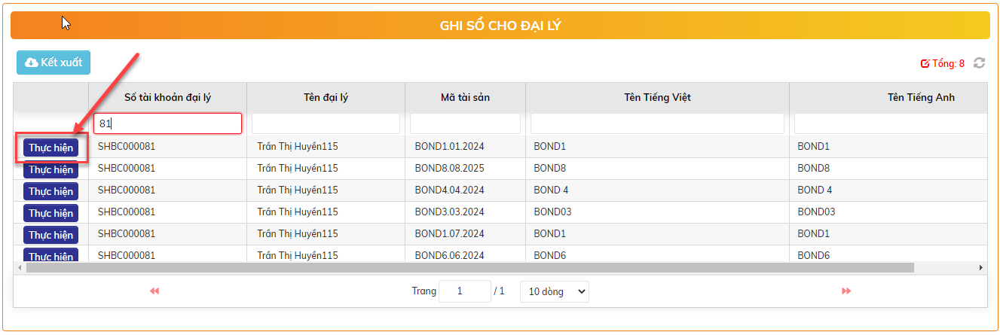 GHI SỔ CHO ĐẠI LÝ
Kết xuất
Tổng: 8
Số tài khoản đại lý Tên đại lý Mã tài sản Tên Tiếng Việt Tên Tiếng Anh
81
Thực hiện SHBC000081 Trần Thị Huyền115 BOND1.01.2024 BOND1 BOND1
Thực hiện SHBC000081 Trần Thị Huyền115 BOND8.08.2025 BOND8 BOND8
Thực hiện SHBC000081 Trần Thị Huyền115 BOND4.04.2024 BOND 4 BOND 4
Thực hiện SHBC000081 Trần Thị Huyền115 BOND3.03.2024 BOND03 BOND03
Thực hiện SHBC000081 Trần Thị Huyền115 BOND1.07.2024 BOND1 BOND1
Thực hiện SHBC000081 Trần Thị Huyền115 BOND6.06.2024 BOND6 BOND6
Trang 1 / 1 10 dòng